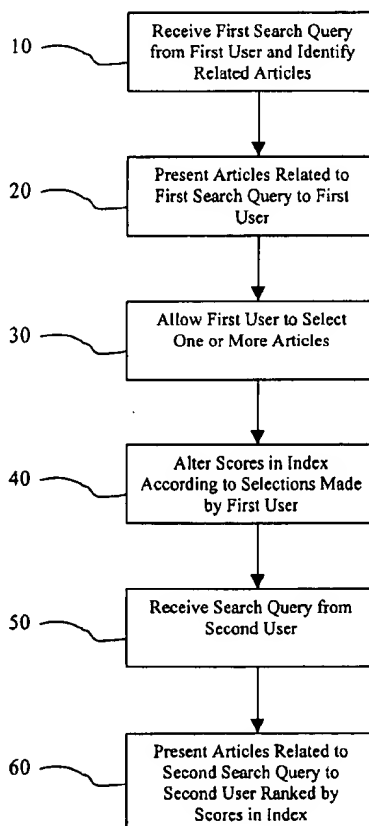 10
Receive First Search Query
from First User and Identify
Related Articles
20
Present Articles Related to
First Search Query to First
User
30
Allow First User to Select
One or More Articles
40
Alter Scores in Index
According to Selections Made
by First User
50
Receive Search Query from
Second User
60
Present Articles Related to
Second Search Query to
Second User Ranked by
Scores in Index